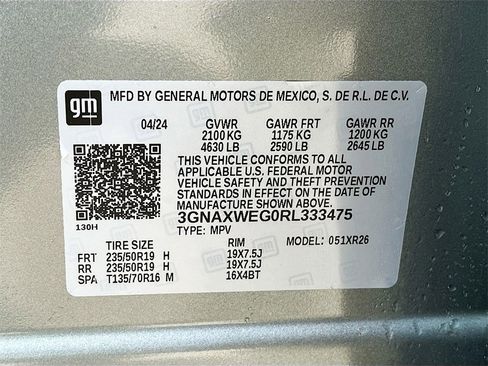 gm MFD BY GENERAL MOTORS DE MEXICO, S. DE R.L. DE C.V.
04/24 GVWR GAWR FRT GAWR RR
2100 KG 1175 KG 1200 KG
4630 LB 2590 LB 2645 LB
THIS VEHICLE CONFORMS TO ALL
APPLICABLE U.S. FEDERAL MOTOR
VEHICLE SAFETY AND THEFT PREVENTION
STANDARDS IN EFFECT ON THE DATE OF
MANUFACTURE SHOWN ABOVE.
3GNAXWEG0RL333475
130H TYPE: MPV MODEL: 051XR26
TIRE SIZE RIM
FRT 235/50R19 H 19X7.5J
RR 235/50R19 H 19X7.5J
SPA T135/70R16 M 16X4BT